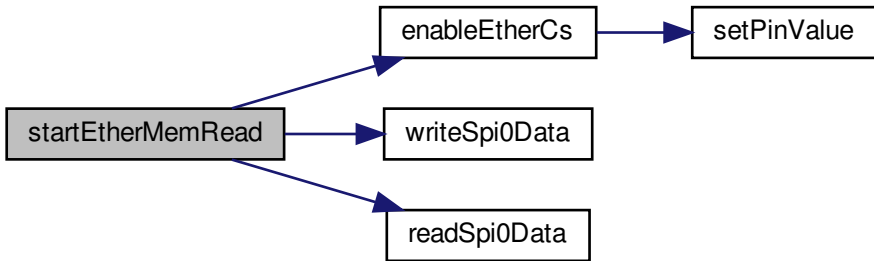 enableEtherCs
setPinValue
startEtherMemRead
writeSpi0Data
readSpi0Data